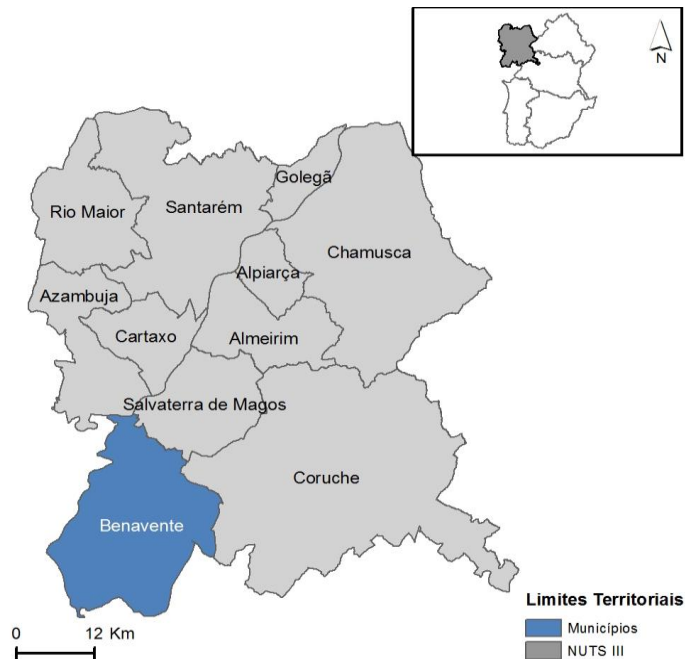 N
Golegã
Rio Maior
Santarém
Chamusca
Alpiarça
Azambuja
Cartaxo
Almeirim
Salvaterra de Magos
Coruche
Benavente
Limites Territoriais
0 12 Km
Municípios
NUTS III